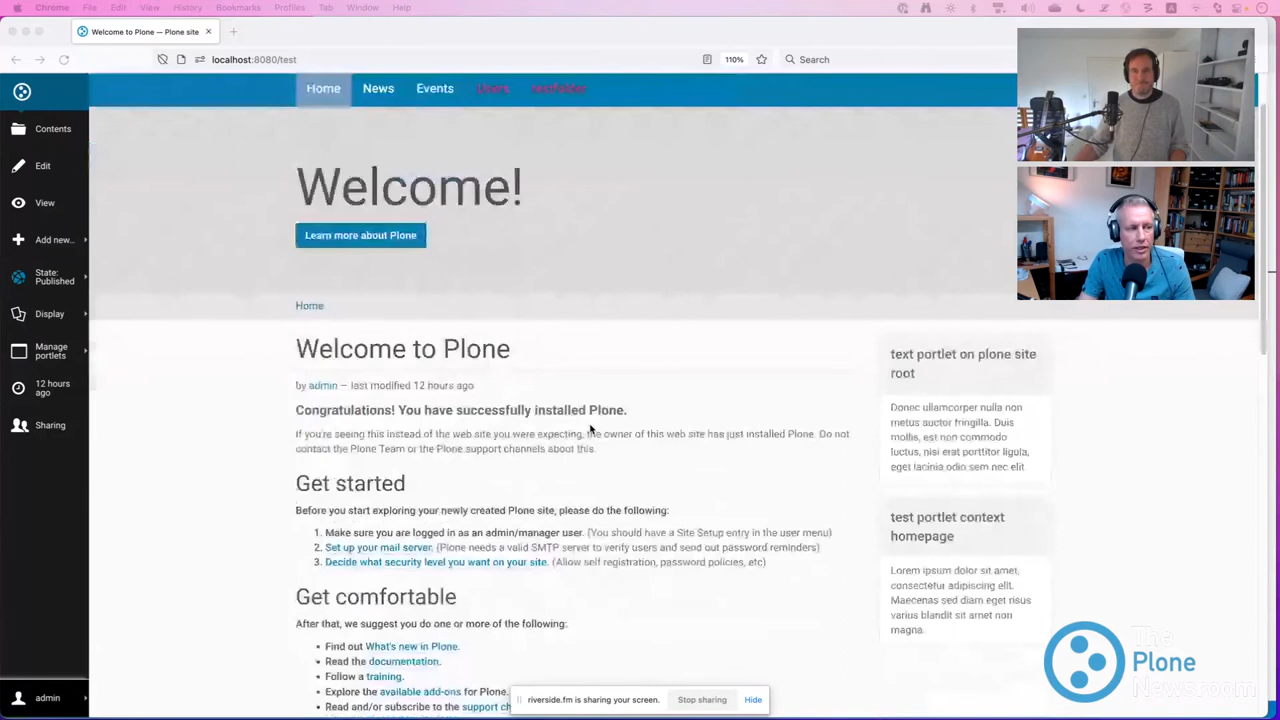 Chrome File Edit View History Bookmarks Profiles Tab Window Help
Welcome to Plone — Plone site
localhost:8080/test
110%
Search
Home News Events Users
Contents
Edit
View
Add new...
State:
Published
Display
Manage
portlets
12 hours
ago
Sharing
admin
Welcome!
Learn more about Plone
Home
Welcome to Plone
by admin — last modified 12 hours ago
Congratulations! You have successfully installed Plone.
If you're seeing this instead of the web site you were expecting, the owner of this web site has just installed Plone. Do not
contact the Plone Team or the Plone support channels about this.
Get started
Before you start exploring your newly created Plone site, please do the following:
1. Make sure you are logged in as an admin/manager user. (You should have a Site Setup entry in the user menu)
2. Set up your mail server. (Plone needs a valid SMTP server to verify users and send out password reminders)
3. Decide what security level you want on your site. (Allow self registration, password policies, etc)
Get comfortable
After that, we suggest you do one or more of the following:
• Find out What's new in Plone.
• Read the documentation.
• Follow a training.
• Explore the available add-ons for Plone.
• Read and/or subscribe to the support ch
text portlet on plone site
root
Donec ullamcorper nulla non
metus auctor fringilla. Duis
mollis, est non commodo
luctus, nisi erat porttitor ligula,
eget lacinia odio sem nec elit.
test portlet context
homepage
Lorem ipsum dolor sit amet,
consectetur adipiscing elit.
Maecenas sed diam eget risus
varius blandit sit amet non
magna.
riverside.fm is sharing your screen. Stop sharing Hide
The
Plone
Newsroom